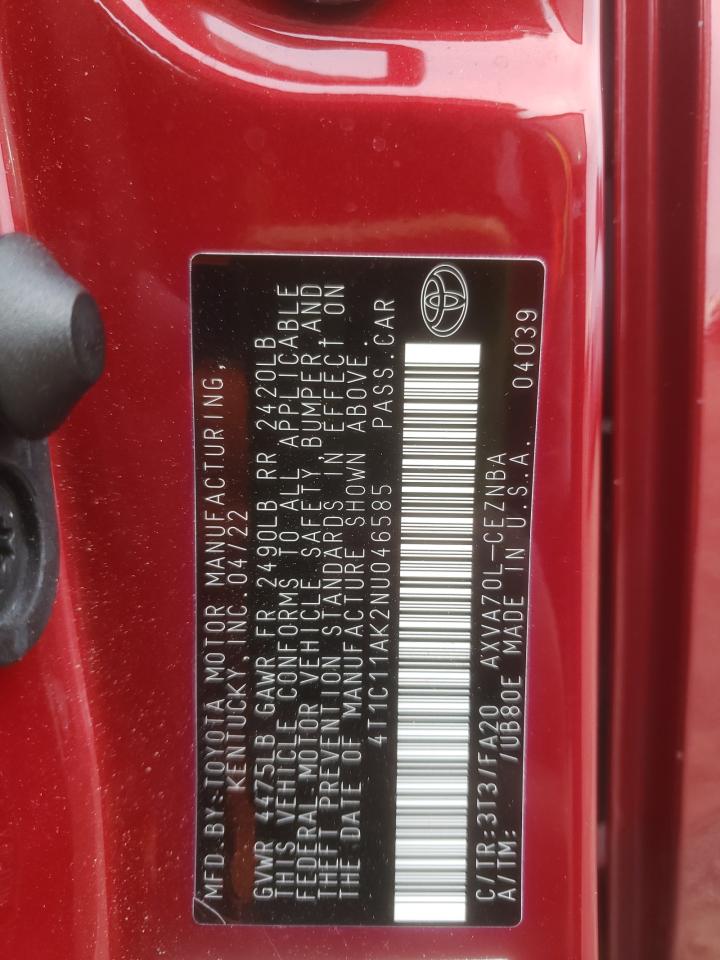 MFD.BY:TOYOTA MOTOR MANUFACTURING,
KENTUCKY,INC.04/22
GVWR 4475LB GAWR FR 2490LB RR 2420LB
THIS VEHICLE CONFORMS TO ALL APPLICABLE
FEDERAL MOTOR VEHICLE SAFETY, BUMPER, AND
THEFT PREVENTION STANDARDS IN EFFECT ON
THE DATE OF MANUFACTURE SHOWN ABOVE.
4T1C11AK2NU046585 PASS.CAR
C/TR:3T3/FA20 AXVA70L-CEZNBA 04039
A/TM: /UB80E MADE IN U.S.A.